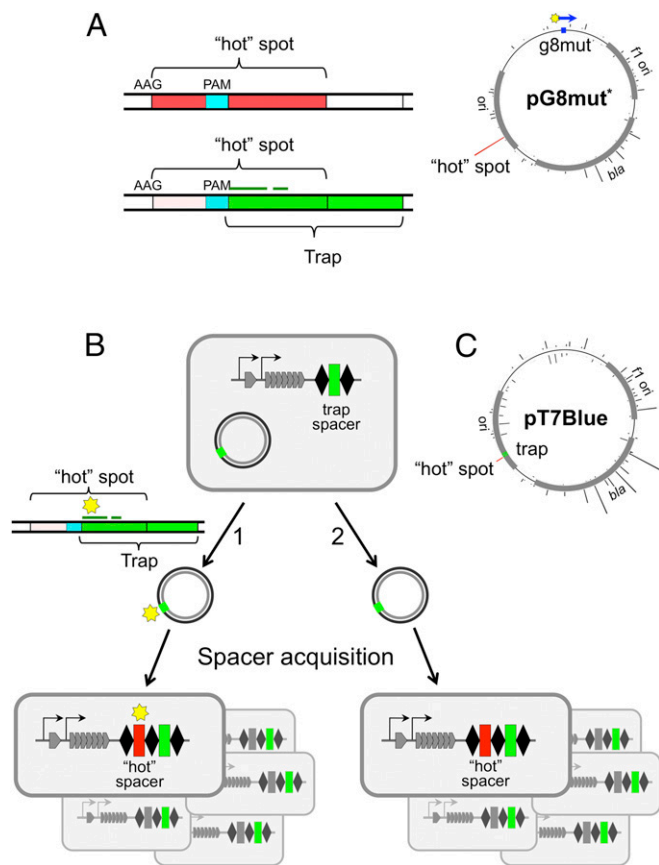 A
“hot” spot
AAG
PAM
“hot” spot
AAG
PAM
Trap
g8mut
f1 ori
pG8mut*
ori
“hot” spot
bla
B
trap
spacer
“hot” spot
Trap
1
2
C
f1 ori
pT7Blue
ori
trap
“hot” spot
bla
Spacer acquisition
“hot”
spacer
“hot”
spacer